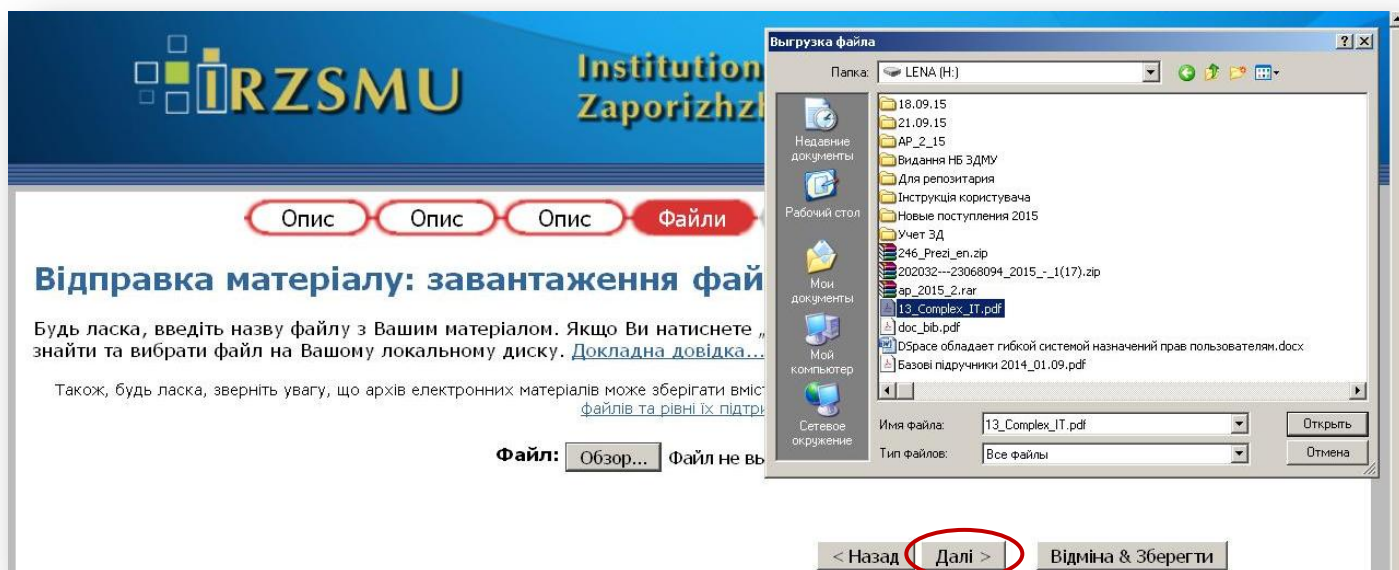 ÏRZSMU
Institution
Zaporizhzh
Опис
Опис
Опис
Файли
Відправка матеріалу: завантаження фай
Будь ласка, введіть назву файлу з Вашим матеріалом. Якщо Ви натиснете „
знайти та вибрати файл на Вашому локальному диску. Докладна довідка...
Також, будь ласка, зверніть увагу, що архів електронних матеріалів може зберігати вміст
файлів та рівні їх підтри
Файл: Обзор... Файл не вы
< Назад
Далі >
Відміна & Зберегти
Выгрузка файла
Папка: LENA (H:)
Недавние документы
Рабочий стол
Мои документы
Мой компьютер
Сетевое окружение
18.09.15
21.09.15
AP_2_15
Видання НБ ЗДМУ
Для репозитария
Інструкція користувача
Новые поступления 2015
Учет ЗД
246_Prezi_en.zip
202032---23068094_2015_-_1(17).zip
ap_2015_2.rar
13_Complex_IT.pdf
doc_bib.pdf
DSpace обладает гибкой системой назначений прав пользователям.docx
Базові підручники 2014_01.09.pdf
Имя файла: 13_Complex_IT.pdf
Открыть
Тип файлов: Все файлы
Отмена